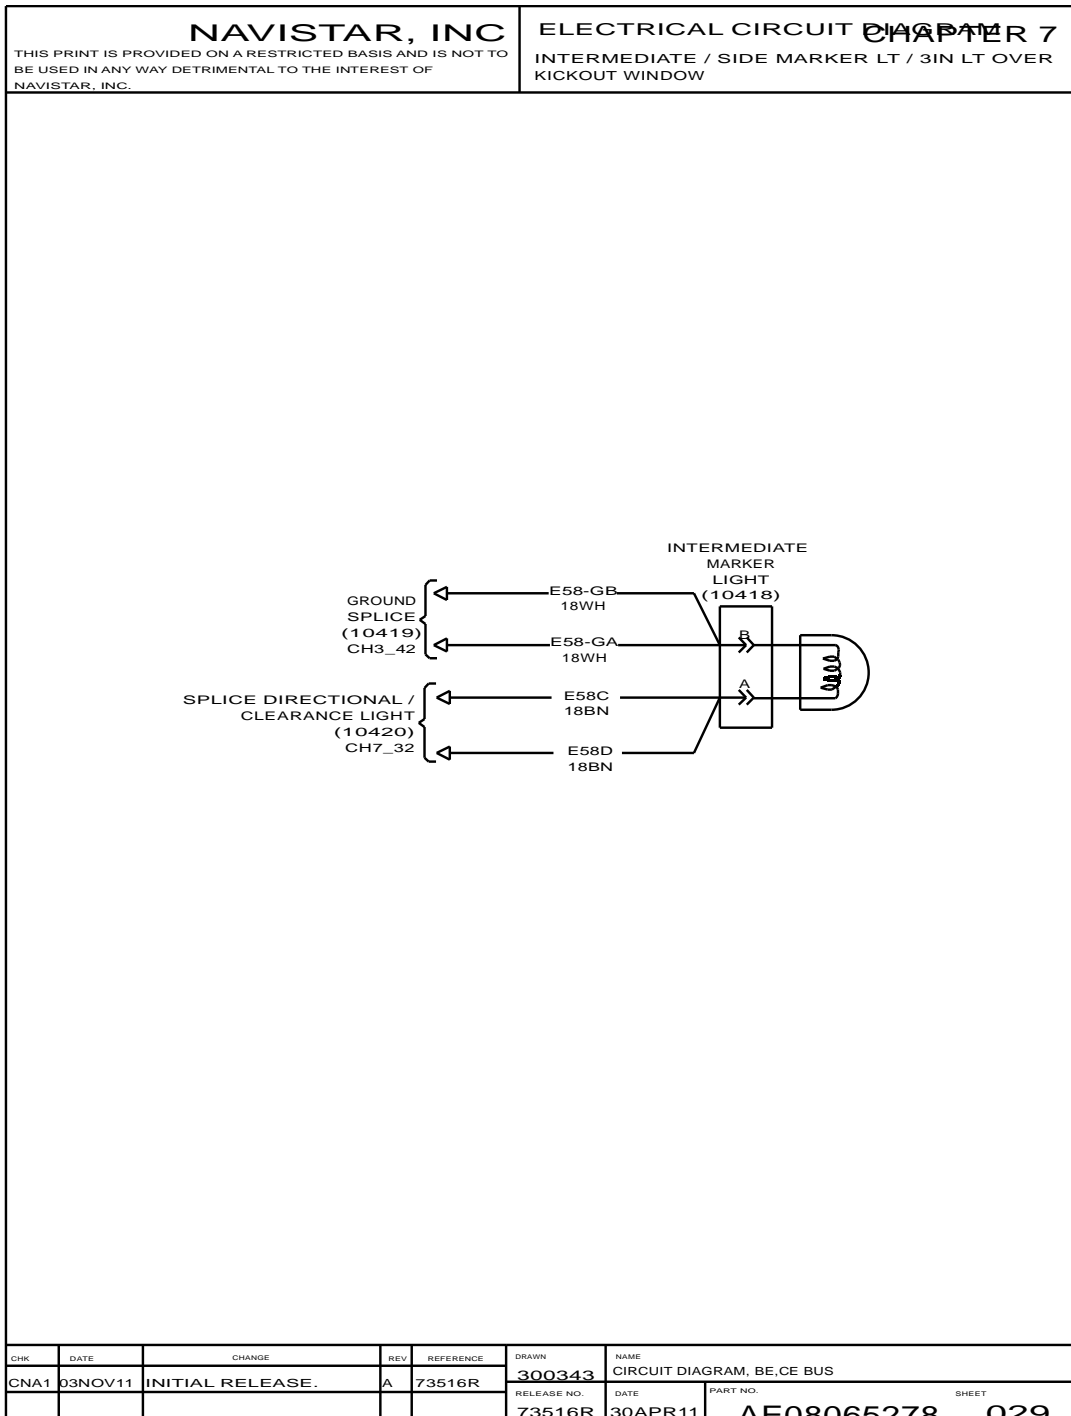 NAVISTAR, INC
THIS PRINT IS PROVIDED ON A RESTRICTED BASIS AND IS NOT TO
BE USED IN ANY WAY DETRIMENTAL TO THE INTEREST OF
NAVISTAR, INC.
ELECTRICAL CIRCUIT DIAGRAM
CHAPTER 7
INTERMEDIATE / SIDE MARKER LT / 3IN LT OVER
KICKOUT WINDOW
INTERMEDIATE
MARKER
LIGHT
(10418)
GROUND
SPLICE
(10419)
CH3_42
E58-GB
18WH
E58-GA
18WH
B
A
SPLICE DIRECTIONAL /
CLEARANCE LIGHT
(10420)
CH7_32
E58C
18BN
E58D
18BN
CHK DATE CHANGE REV REFERENCE
CNA1 03NOV11 INITIAL RELEASE. A 73516R
DRAWN
300343
NAME
CIRCUIT DIAGRAM, BE,CE BUS
RELEASE NO.
73516R
DATE
30APR11
PART NO.
AE08065278
SHEET
029